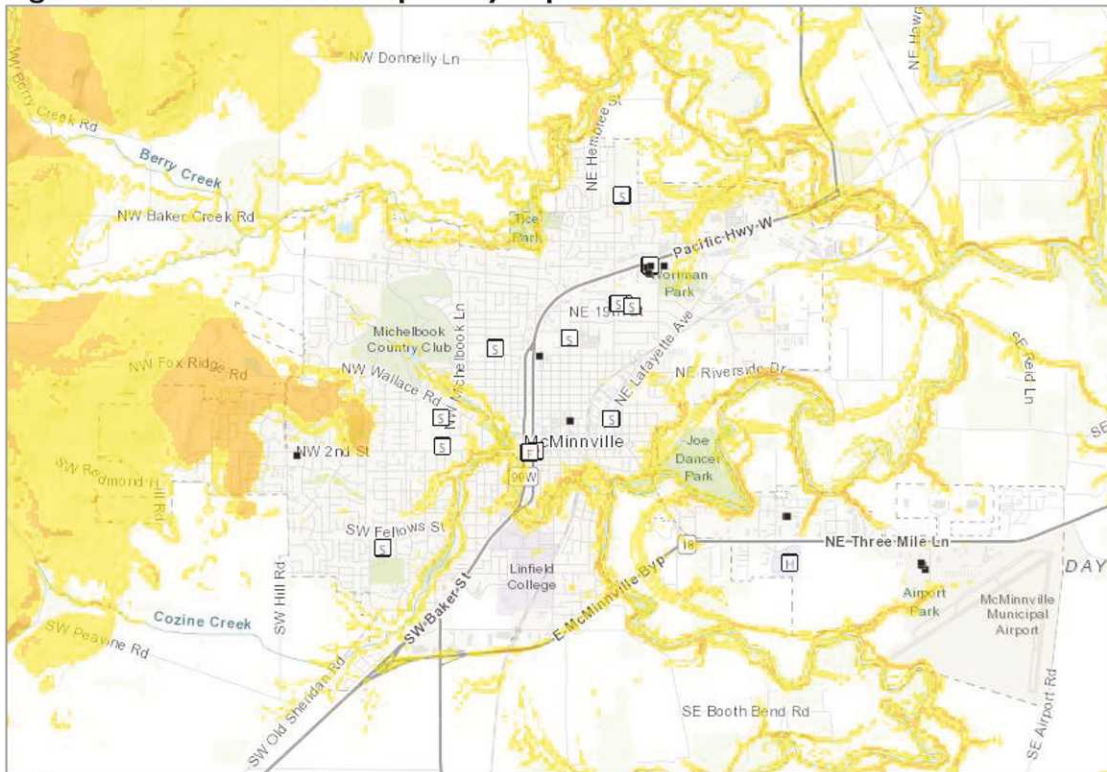 NW Donnelly Ln
NE Hembree St
NW Berry Creek Rd
Berry Creek
NW Baker Creek Rd
Tice
Park
Pacific Hwy W
S
Wortman
Park
S
S
NE 19th St
Michelbook
Country Club
NW Michelbook Ln
S
S
NE Lafayette Ave
NW Fox Ridge Rd
NW Wallace Rd
NE Riverside Dr
SE Reid Ln
S
S
SE
McMinnville
F
NW 2nd St
S
99W
Joe
Dancer
Park
SW Redmond Hill Rd
SW Fellows St
S
18
NE Three Mile Ln
Linfield
College
H
DAY
Airport
Park
McMinnville
Municipal
Airport
SW Hill Rd
SW Baker St
E McMinnville Byp
Cozine Creek
SW Peavine Rd
SW Old Sheridan Rd
SE Booth Bend Rd
SE Airport Rd